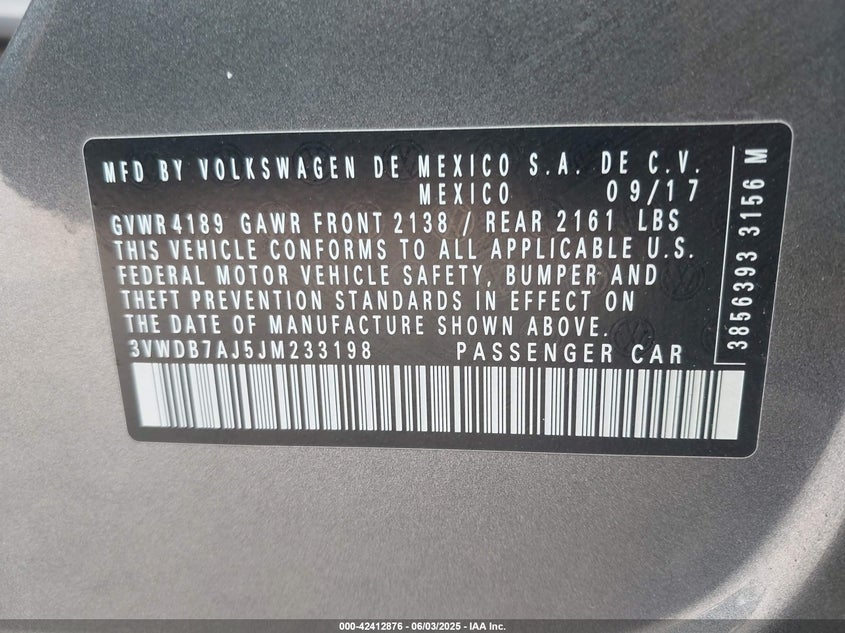 MFD BY VOLKSWAGEN DE MEXICO S.A. DE C.V.
MEXICO 09/17
GVWR 4189 GAWR FRONT 2138 / REAR 2161 LBS
THIS VEHICLE CONFORMS TO ALL APPLICABLE U.S.
FEDERAL MOTOR VEHICLE SAFETY, BUMPER AND
THEFT PREVENTION STANDARDS IN EFFECT ON
THE DATE OF MANUFACTURE SHOWN ABOVE.
3VWDB7AJ5JM233198 PASSENGER CAR
3856393 3156 M
000-42412876 - 06/03/2025 - IAA Inc.